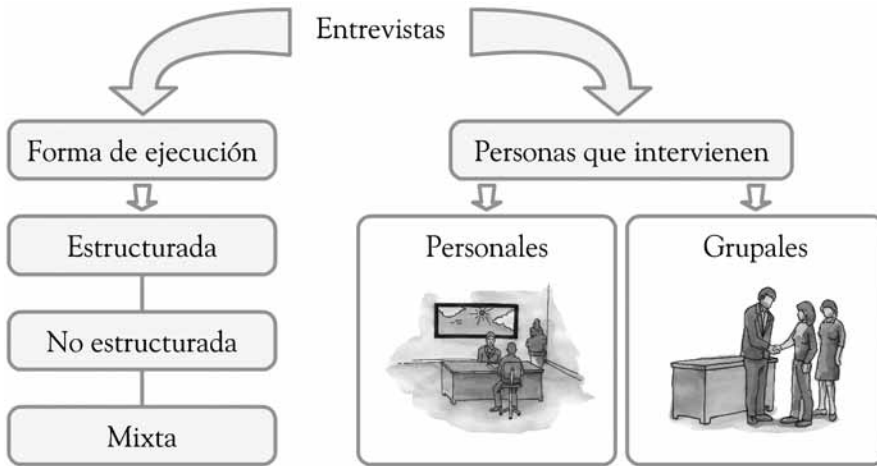 Entrevistas
Forma de ejecución
Personas que intervienen
Estructurada
No estructurada
Mixta
Personales
Grupales